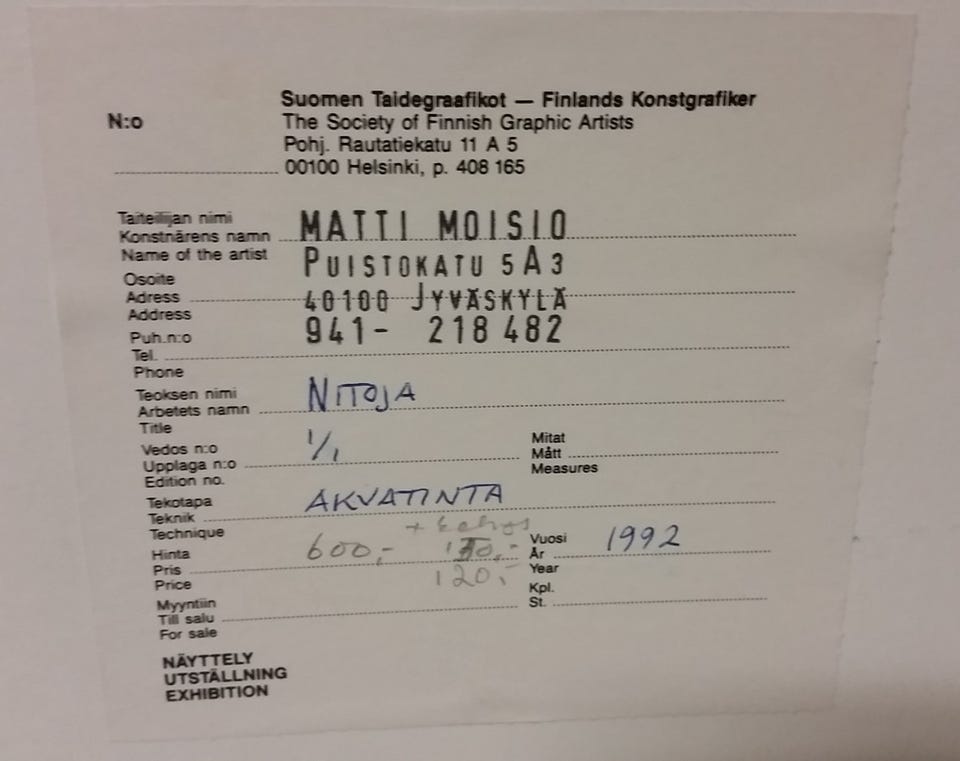 Suomen Taidegraafikot — Finlands Konstgrafiker
N:o The Society of Finnish Graphic Artists
Pohj. Rautatiekatu 11 A 5
00100 Helsinki, p. 408 165
Taiteilijan nimi
Konstnärens namn MATTI MOISIO
Name of the artist
PUISTOKATU 5 A 3
Osoite
Adress 40100 JYVÄSKYLÄ
Address
Puh.n:o 941- 218 482
Tel.
Phone
Teoksen nimi NITOJA
Arbetets namn
Title
Vedos n:o 1/1 Mitat
Upplaga n:o Mått
Edition no. Measures
Tekotapa AKVATINTA
Teknik
Technique + kehys
Hinta 600,- Vuosi 1992
Pris År
Price 120,- Year
Myyntiin Kpl.
Till salu St.
For sale
NÄYTTELY
UTSTÄLLNING
EXHIBITION